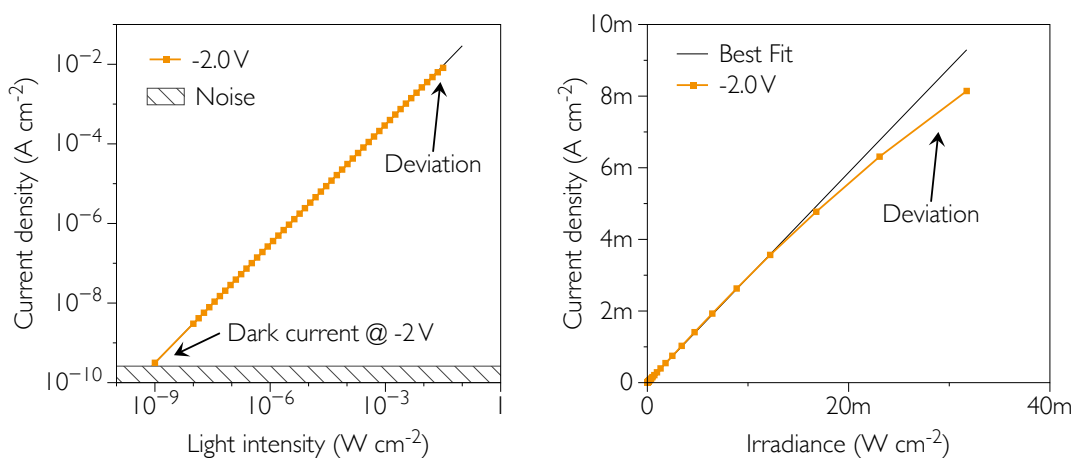 -2.0 V
Noise
Deviation
Dark current @ -2 V
10⁻²
10⁻⁴
10⁻⁶
10⁻⁸
10⁻¹⁰
Current density (A cm⁻²)
10⁻⁹ 10⁻⁶ 10⁻³ 1
Light intensity (W cm⁻²)
Best Fit
-2.0 V
Deviation
10m
8m
6m
4m
2m
0
Current density (A cm⁻²)
0 20m 40m
Irradiance (W cm⁻²)